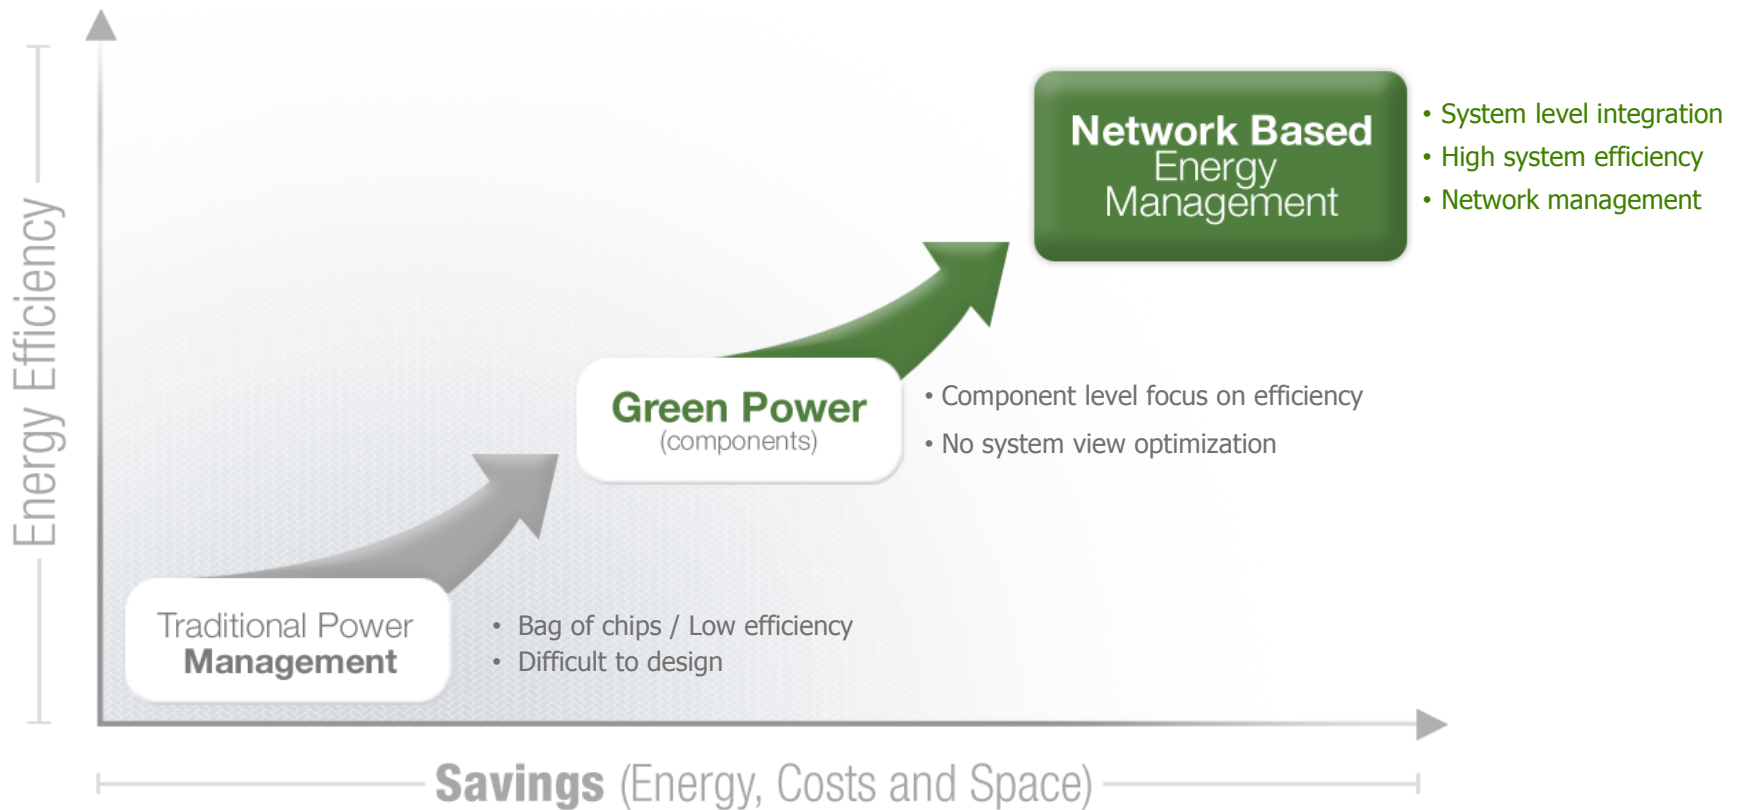 Energy Efficiency
Network Based
Energy
Management
• System level integration
• High system efficiency
• Network management
Green Power
(components)
• Component level focus on efficiency
• No system view optimization
Traditional Power
Management
• Bag of chips / Low efficiency
• Difficult to design
Savings (Energy, Costs and Space)